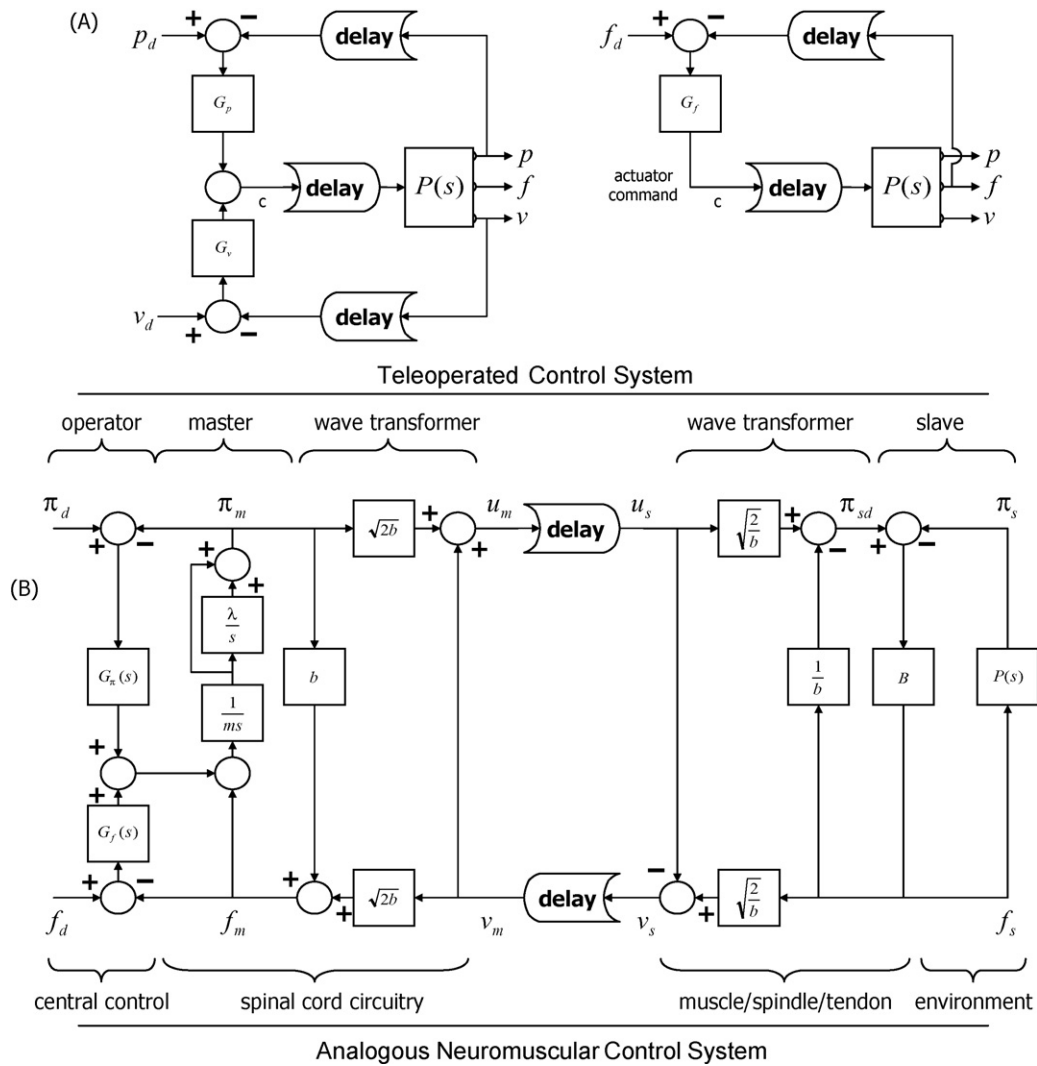 (A)
p_d + − delay
G_p
c delay P(s) p
f
v
G_v
v_d + − delay
f_d + − delay
G_f
actuator
command c delay P(s) p
f
v
Teleoperated Control System
operator master wave transformer wave transformer slave
π_d π_m √2b + u_m delay u_s √2/b + π_sd π_s
+ − + + + − + −
(B)
λ/s
G_π(s) b 1/b B P(s)
1/ms
+
+
G_f(s)
+ − + + √2b delay − + √2/b
f_d f_m v_m v_s f_s
central control spinal cord circuitry muscle/spindle/tendon environment
Analogous Neuromuscular Control System